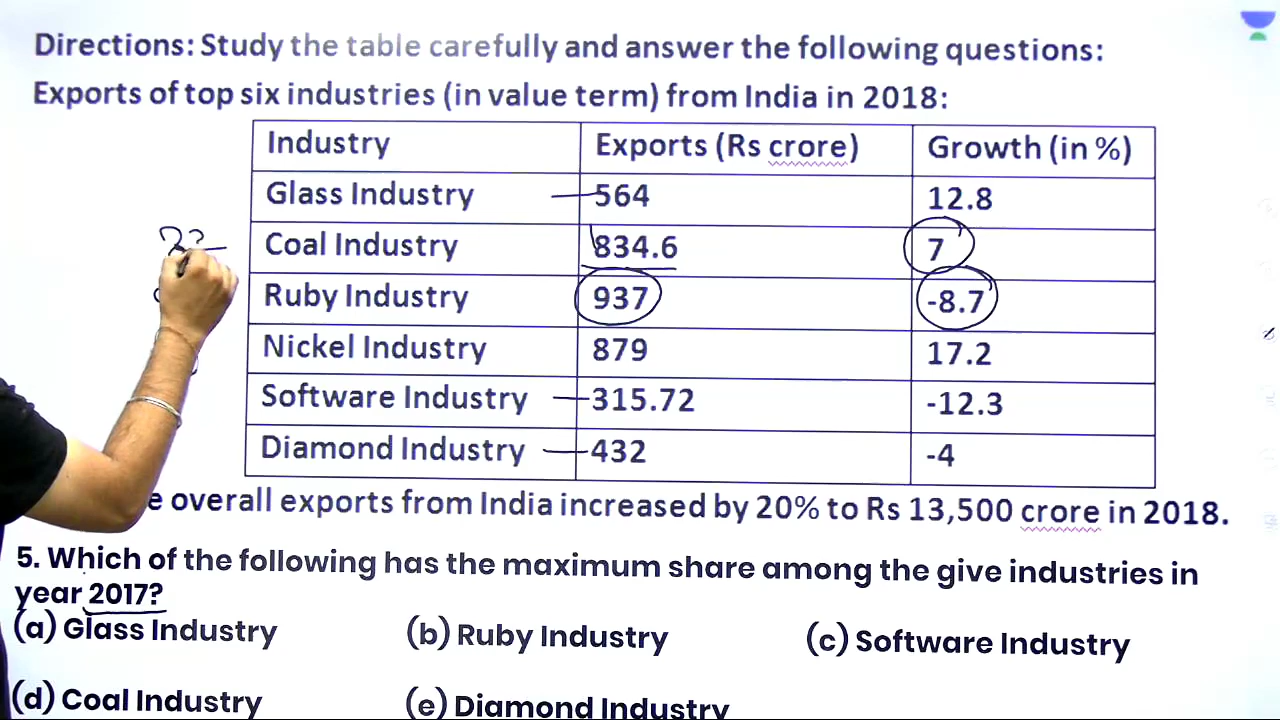 Directions: Study the table carefully and answer the following questions:
Exports of top six industries (in value term) from India in 2018:
Industry Exports (Rs crore) Growth (in %)
Glass Industry 564 12.8
Coal Industry 834.6 7
Ruby Industry 937 -8.7
Nickel Industry 879 17.2
Software Industry 315.72 -12.3
Diamond Industry 432 -4
e overall exports from India increased by 20% to Rs 13,500 crore in 2018.
5. Which of the following has the maximum share among the give industries in
year 2017?
(a) Glass Industry (b) Ruby Industry (c) Software Industry
(d) Coal Industry (e) Diamond Industry